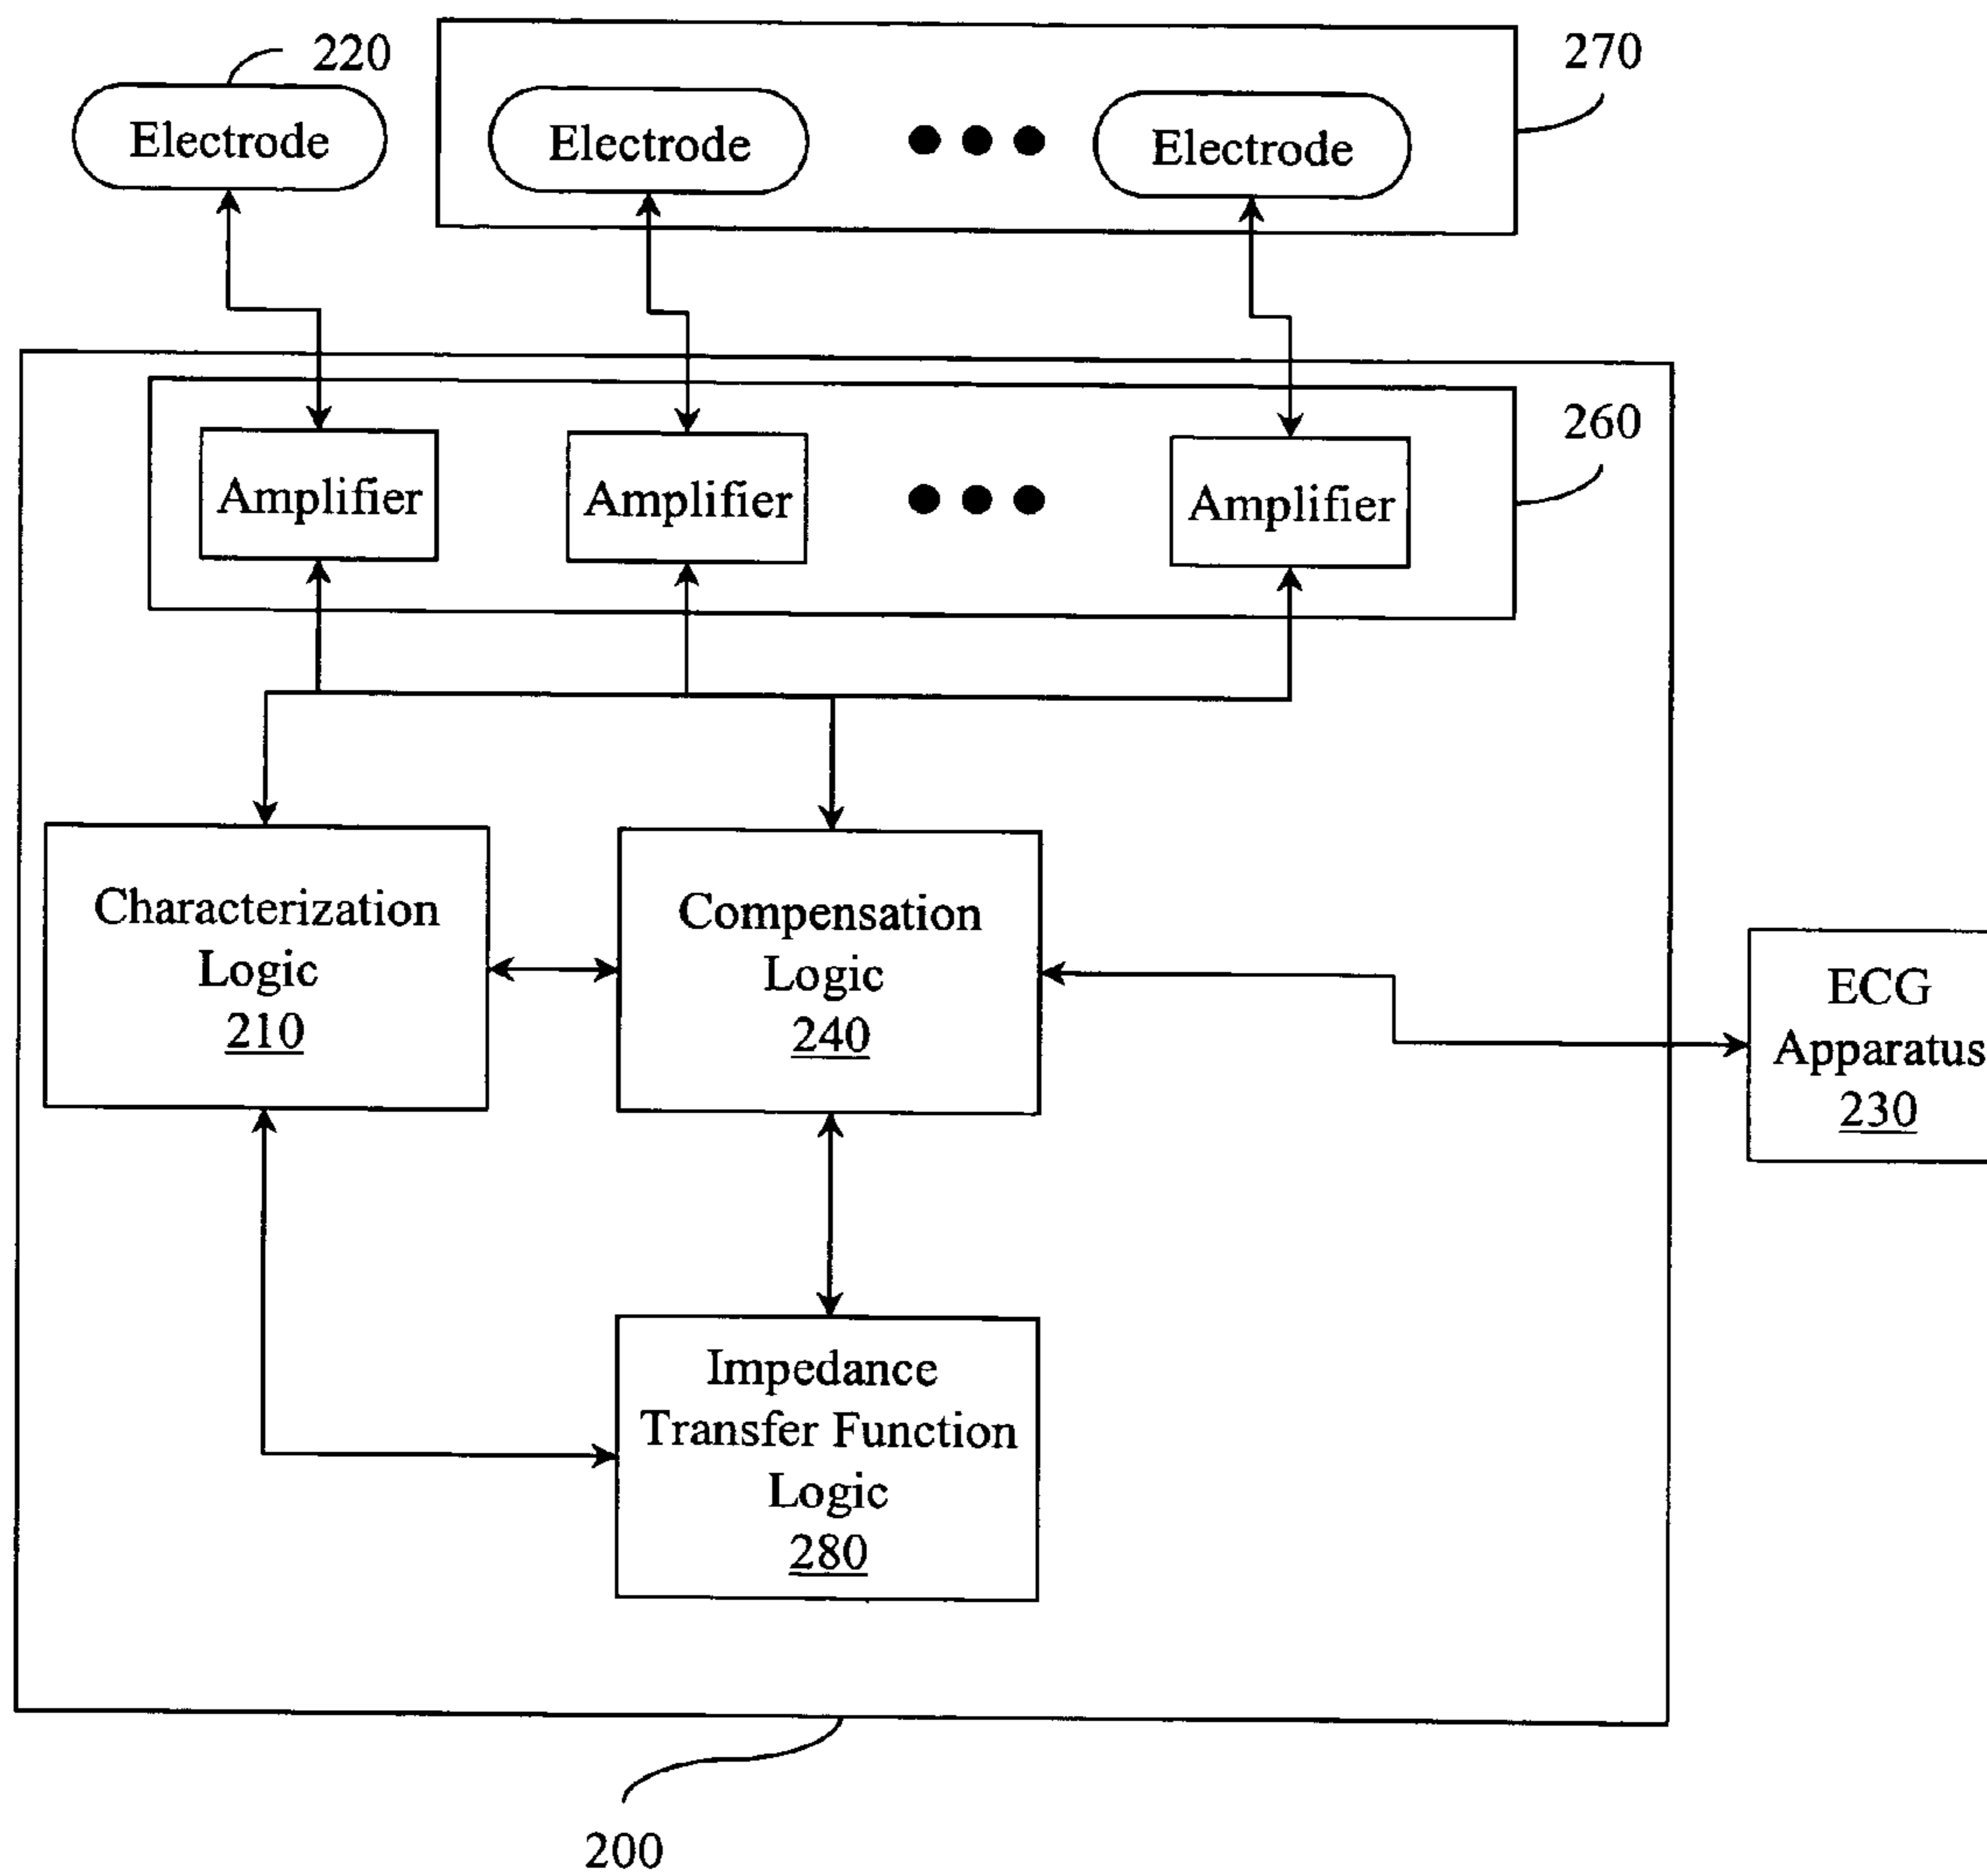 220
270
Electrode
Electrode
Electrode
260
Amplifier
Amplifier
Amplifier
Characterization
Logic
210
Compensation
Logic
240
ECG
Apparatus
230
Impedance
Transfer Function
Logic
280
200